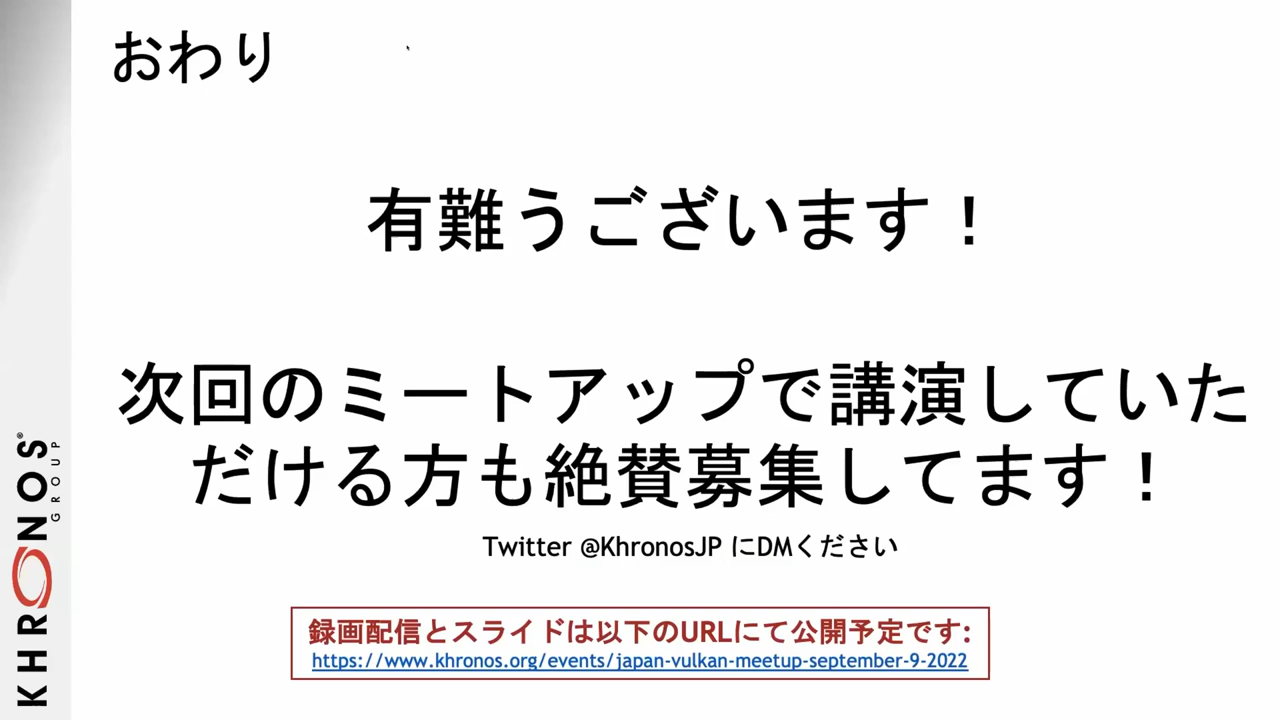 おわり
有難うございます！
次回のミートアップで講演していた
だける方も絶賛募集してます！
Twitter @KhronosJP にDMください
録画配信とスライドは以下のURLにて公開予定です:
https://www.khronos.org/events/japan-vulkan-meetup-september-9-2022
KHRONOS®
GROUP